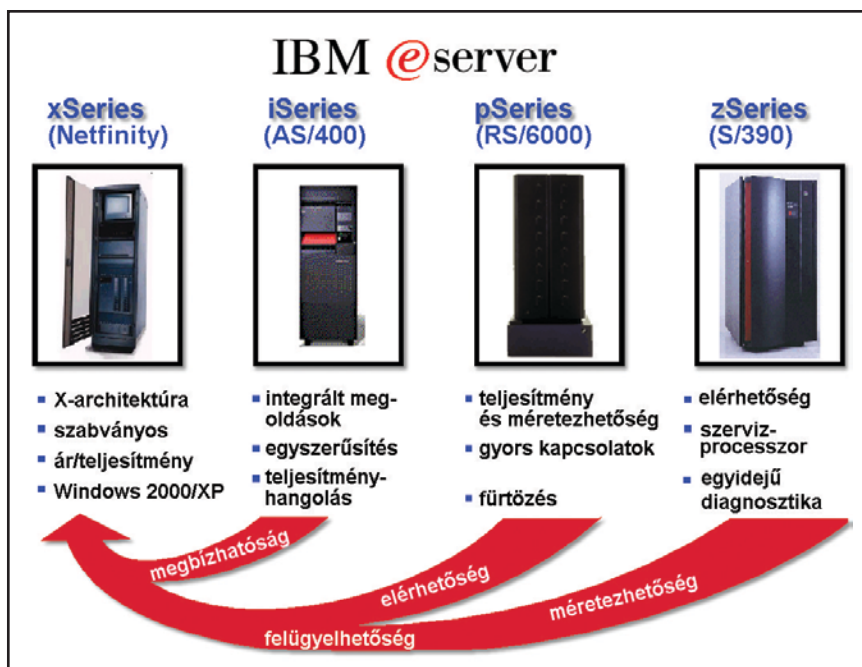 IBM eserver
xSeries
(Netfinity)
iSeries
(AS/400)
pSeries
(RS/6000)
zSeries
(S/390)
▪ X-architektúra
▪ szabványos
▪ ár/teljesítmény
▪ Windows 2000/XP
▪ integrált meg-
oldások
▪ egyszerűsítés
▪ teljesítmény-
hangolás
▪ teljesítmény
és méretezhetőség
▪ gyors kapcsolatok
▪ fürtözés
▪ elérhetőség
▪ szerviz-
processzor
▪ egyidejű
diagnosztika
megbízhatóság
elérhetőség
méretezhetőség
felügyelhetőség